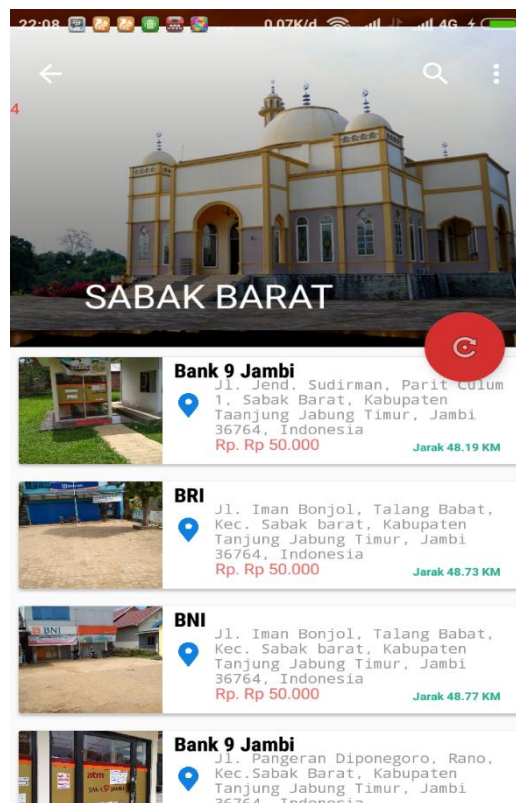 22:08 0,07K/d 4G
4
SABAK BARAT
Bank 9 Jambi
Jl. Jend. Sudirman, Parit Culum
1, Sabak Barat, Kabupaten
Taanjung Jabung Timur, Jambi
36764, Indonesia
Rp. Rp 50.000
Jarak 48.19 KM
BRI
Jl. Iman Bonjol, Talang Babat,
Kec. Sabak barat, Kabupaten
Tanjung Jabung Timur, Jambi
36764, Indonesia
Rp. Rp 50.000
Jarak 48.73 KM
BNI
BNI
Jl. Iman Bonjol, Talang Babat,
Kec. Sabak barat, Kabupaten
Tanjung Jabung Timur, Jambi
36764, Indonesia
Rp. Rp 50.000
Jarak 48.77 KM
Bank 9 Jambi
atm
Jl. Pangeran Diponegoro, Rano,
Kec.Sabak Barat, Kabupaten
Tanjung Jabung Timur, Jambi
36764, Indonesia